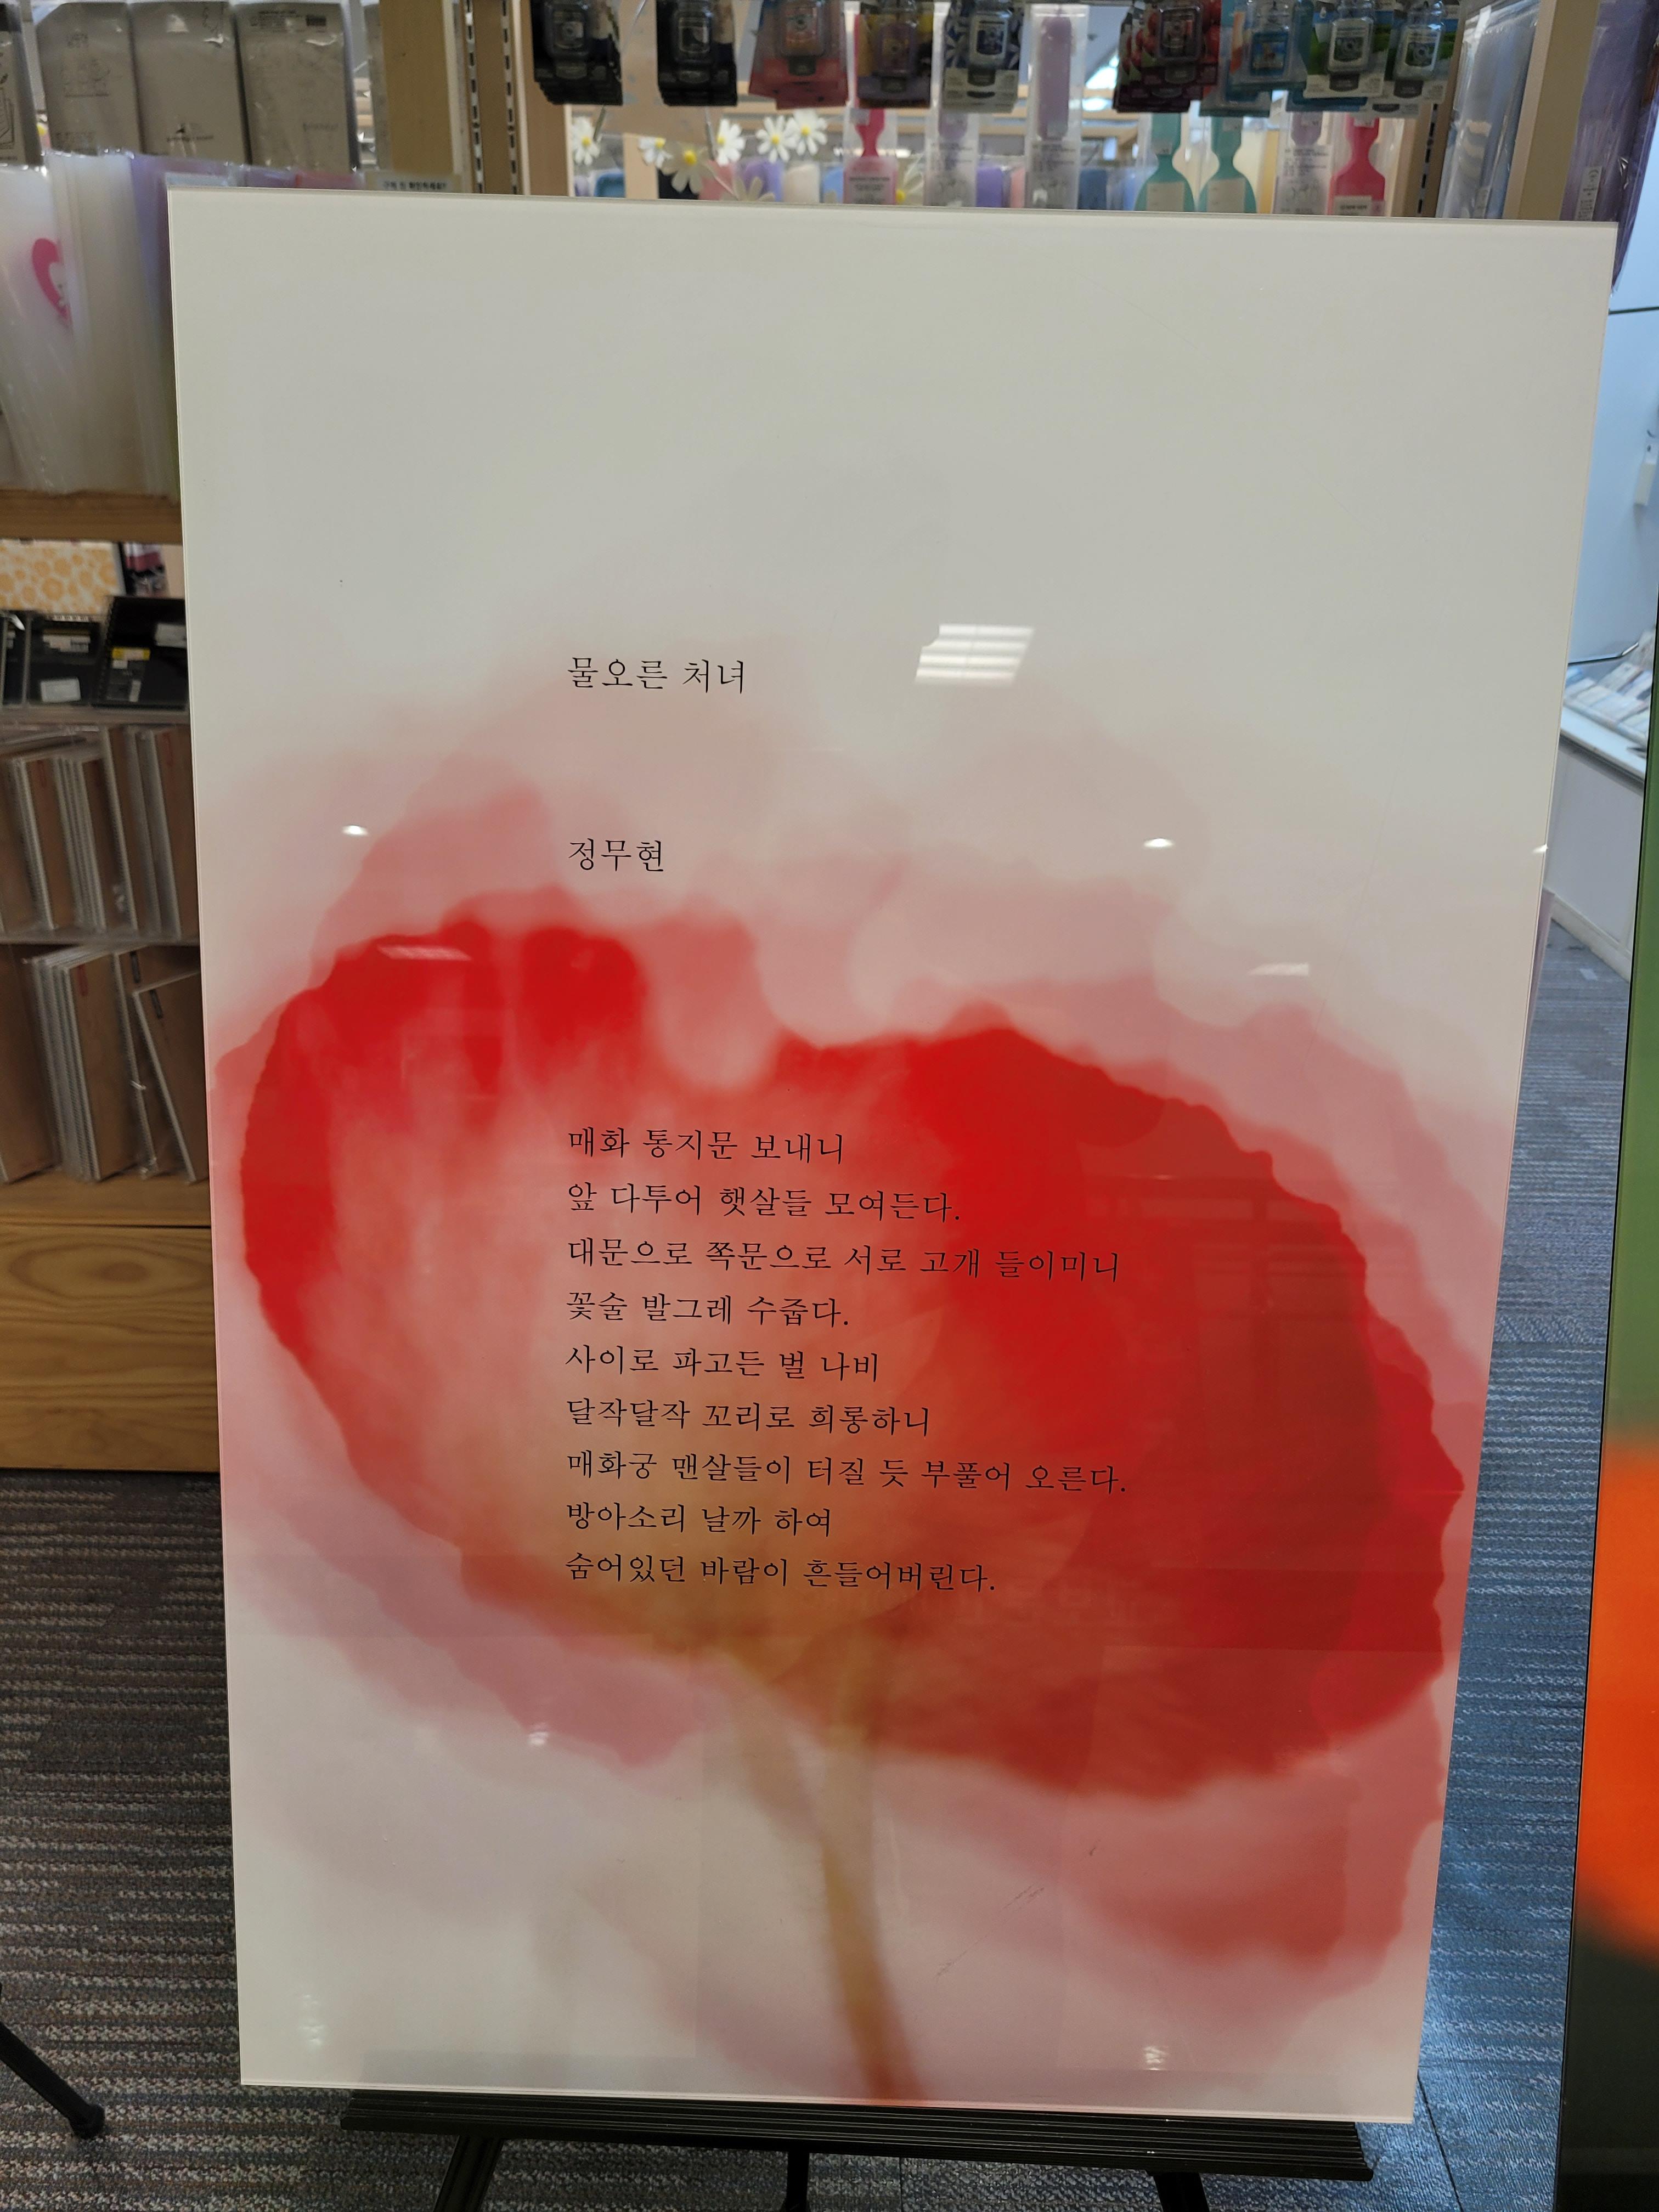 물오른 처녀
정무현
매화 통지문 보내니
앞 다투어 햇살들 모여든다.
대문으로 쪽문으로 서로 고개 들이미니
꽃술 발그레 수줍다.
사이로 파고든 벌 나비
달작달작 꼬리로 희롱하니
매화궁 맨살들이 터질 듯 부풀어 오른다.
방아소리 날까 하여
숨어있던 바람이 흔들어버린다.